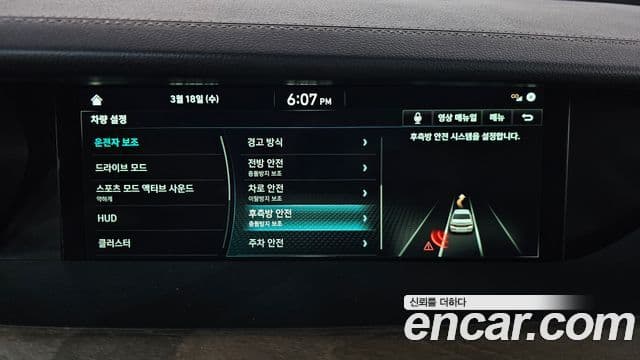 3월 18일 (수)
6:07 PM
차량 설정
영상 매뉴얼
메뉴
운전자 보조
드라이브 모드
스포츠 모드 액티브 사운드
약하게
HUD
클러스터
경고 방식
전방 안전
충돌방지 보조
차로 안전
이탈방지 보조
후측방 안전
충돌방지 보조
주차 안전
후측방 안전 시스템을 설정합니다.
신뢰를 더하다
encar.com